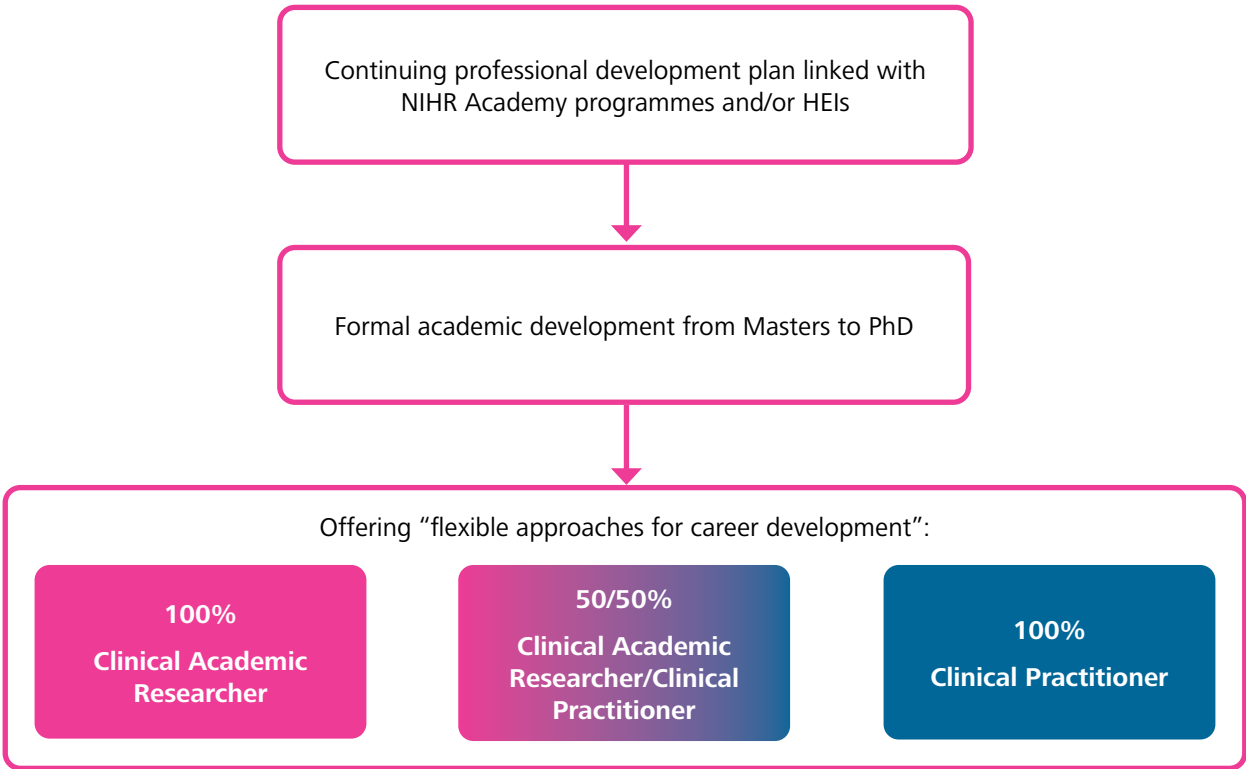 Continuing professional development plan linked with
NIHR Academy programmes and/or HEIs
Formal academic development from Masters to PhD
Offering “flexible approaches for career development”:
100%
Clinical Academic
Researcher
50/50%
Clinical Academic
Researcher/Clinical
Practitioner
100%
Clinical Practitioner